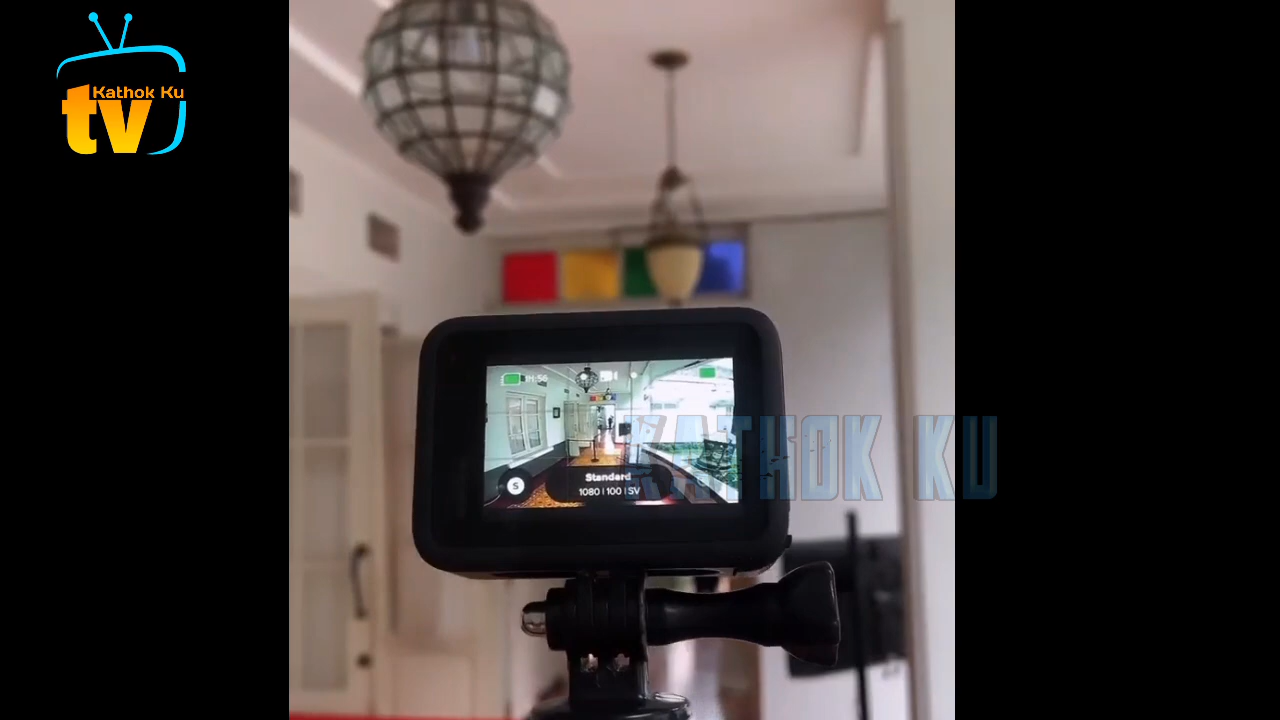 Kathok Ku
tv
Standard
1080 | 100 | SV
S
KATHOK KU